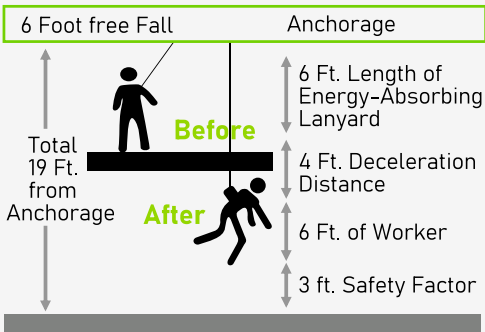 6 Foot free Fall
Anchorage
6 Ft. Length of
Energy-Absorbing
Lanyard
Before
Total
19 Ft.
from
Anchorage
4 Ft. Deceleration
Distance
After
6 Ft. of Worker
3 ft. Safety Factor